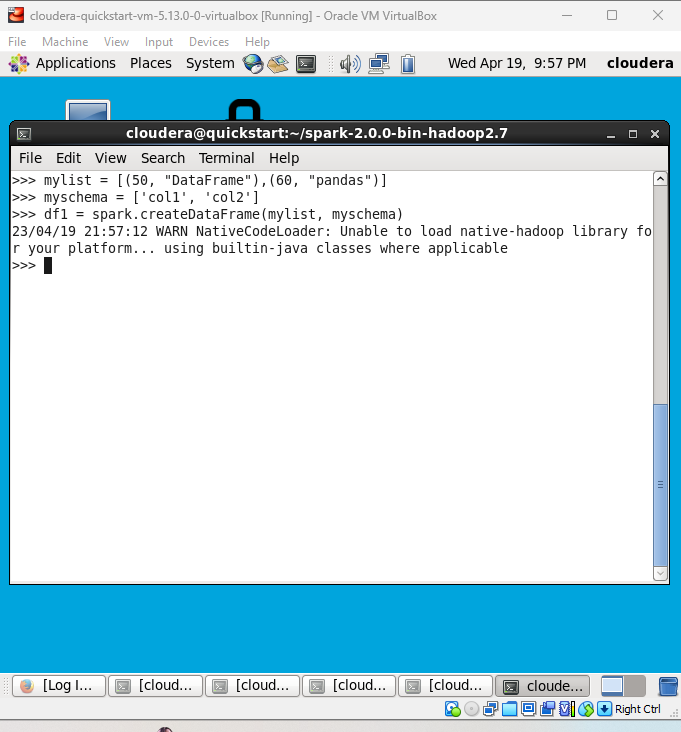 cloudera-quickstart-vm-5.13.0-0-virtualbox [Running] - Oracle VM VirtualBox
File Machine View Input Devices Help
Applications Places System Wed Apr 19, 9:57 PM cloudera
cloudera@quickstart:~/spark-2.0.0-bin-hadoop2.7
File Edit View Search Terminal Help
>>> mylist = [(50, "DataFrame"),(60, "pandas")]
>>> myschema = ['col1', 'col2']
>>> df1 = spark.createDataFrame(mylist, myschema)
23/04/19 21:57:12 WARN NativeCodeLoader: Unable to load native-hadoop library fo
r your platform... using builtin-java classes where applicable
>>>
[Log I... [cloud... [cloud... [cloud... [cloud... cloude...
Right Ctrl